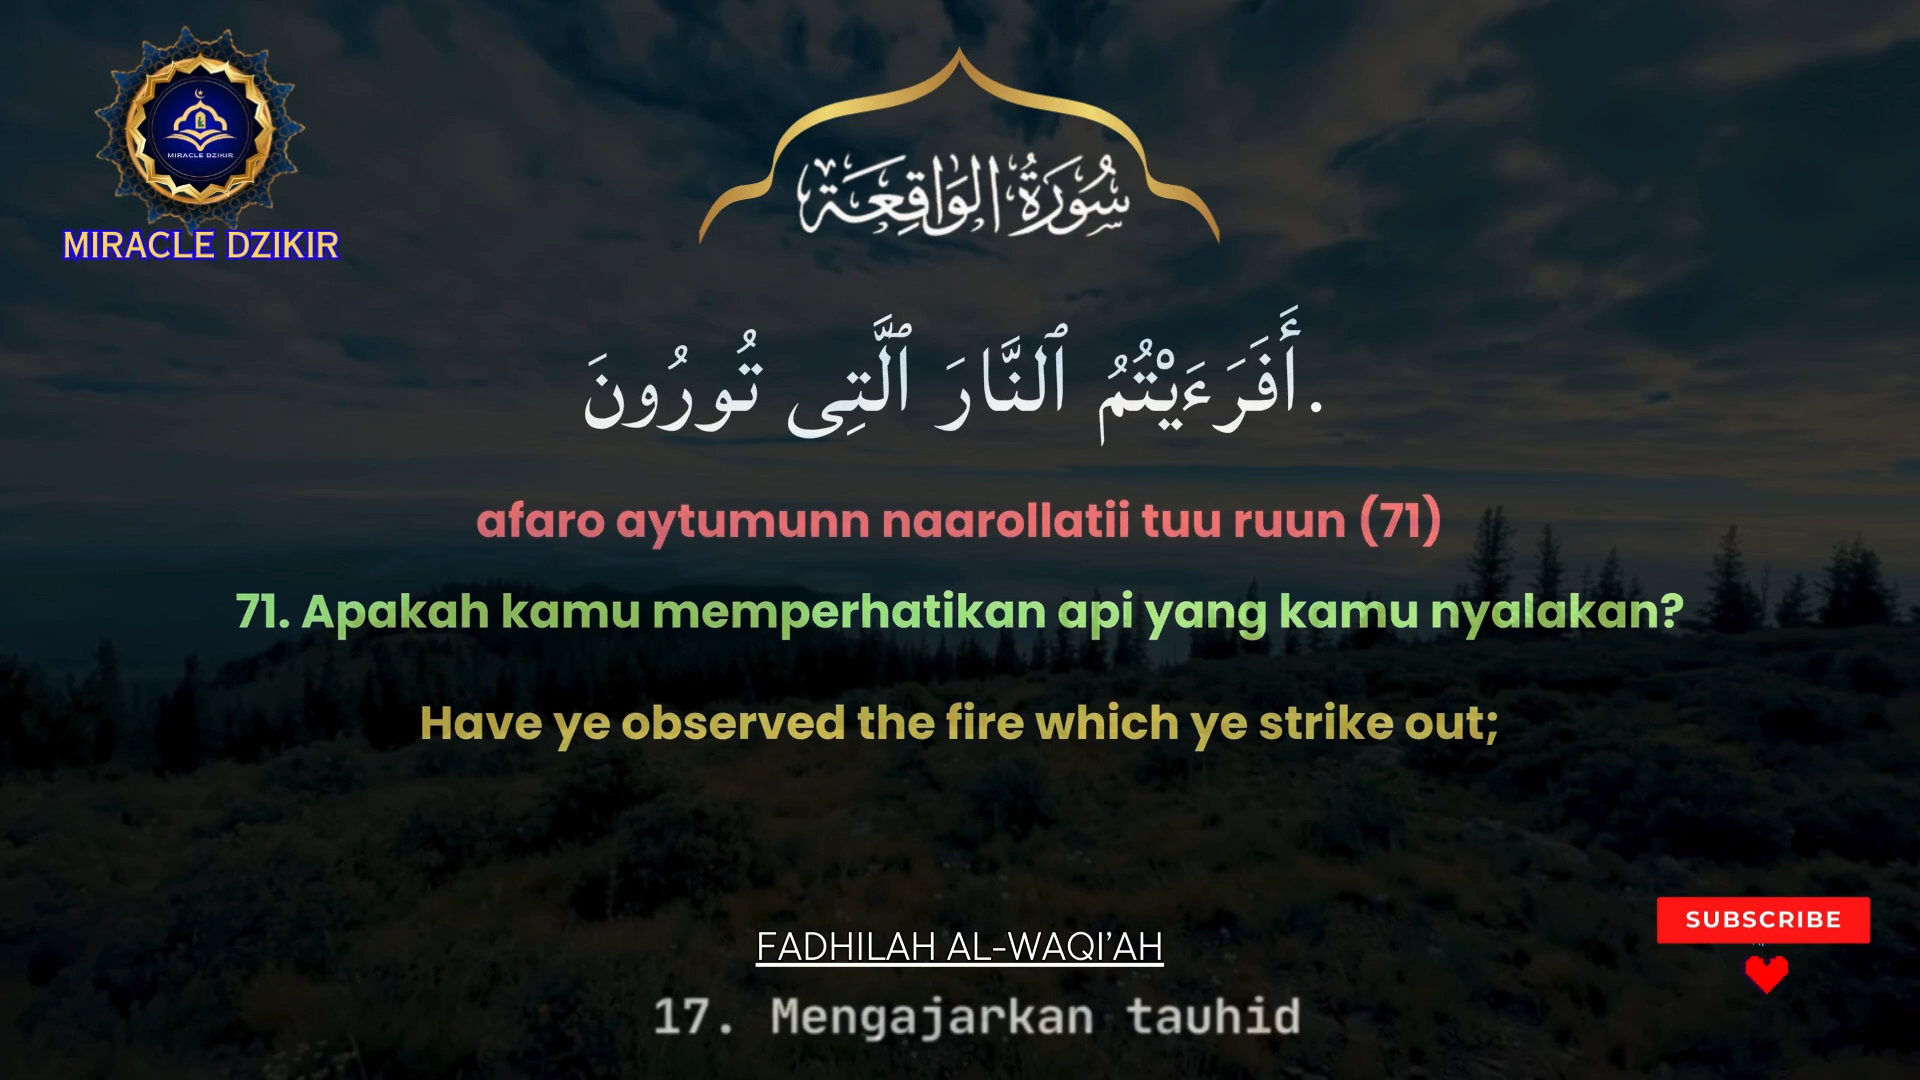 MIRACLE DZIKIR
MIRACLE DZIKIR
سُورَةُ الوَاقِعَة
أَفَرَءَيْتُمُ ٱلنَّارَ ٱلَّتِى تُورُونَ.
afaro aytumunn naarollatii tuu ruun (71)
71. Apakah kamu memperhatikan api yang kamu nyalakan?
Have ye observed the fire which ye strike out;
FADHILAH AL-WAQI'AH
17. Mengajarkan tauhid
SUBSCRIBE